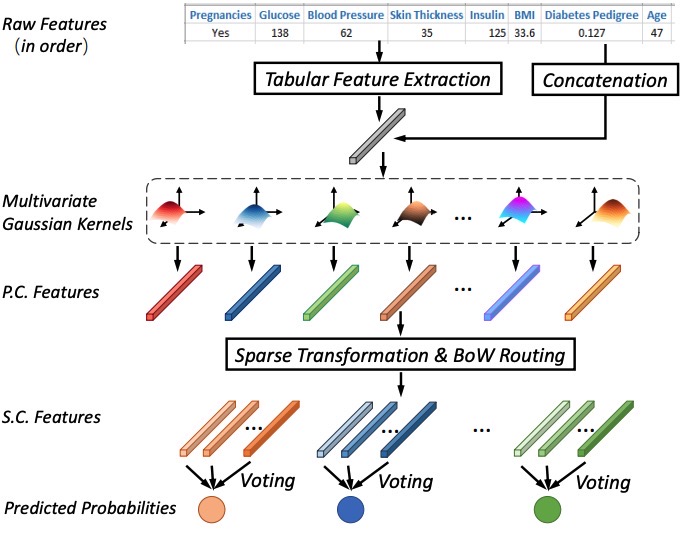 Raw Features
(in order)
Pregnancies Glucose Blood Pressure Skin Thickness Insulin BMI Diabetes Pedigree Age
Yes 138 62 35 125 33.6 0.127 47
Tabular Feature Extraction
Concatenation
Multivariate
Gaussian Kernels
...
P.C. Features
...
Sparse Transformation & BoW Routing
S.C. Features
... ... ... ...
Voting Voting Voting
Predicted Probabilities